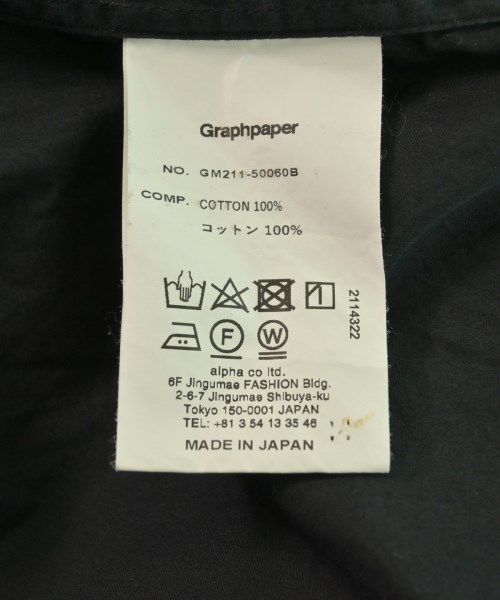 Graphpaper
NO. GM211-50060B
COMP. COTTON 100%
コットン 100%
2114322
F W
alpha co ltd.
6F Jingumae FASHION Bldg.
2-6-7 Jingumae Shibuya-ku
Tokyo 150-0001 JAPAN
TEL: +81 3 54 13 35 46
MADE IN JAPAN